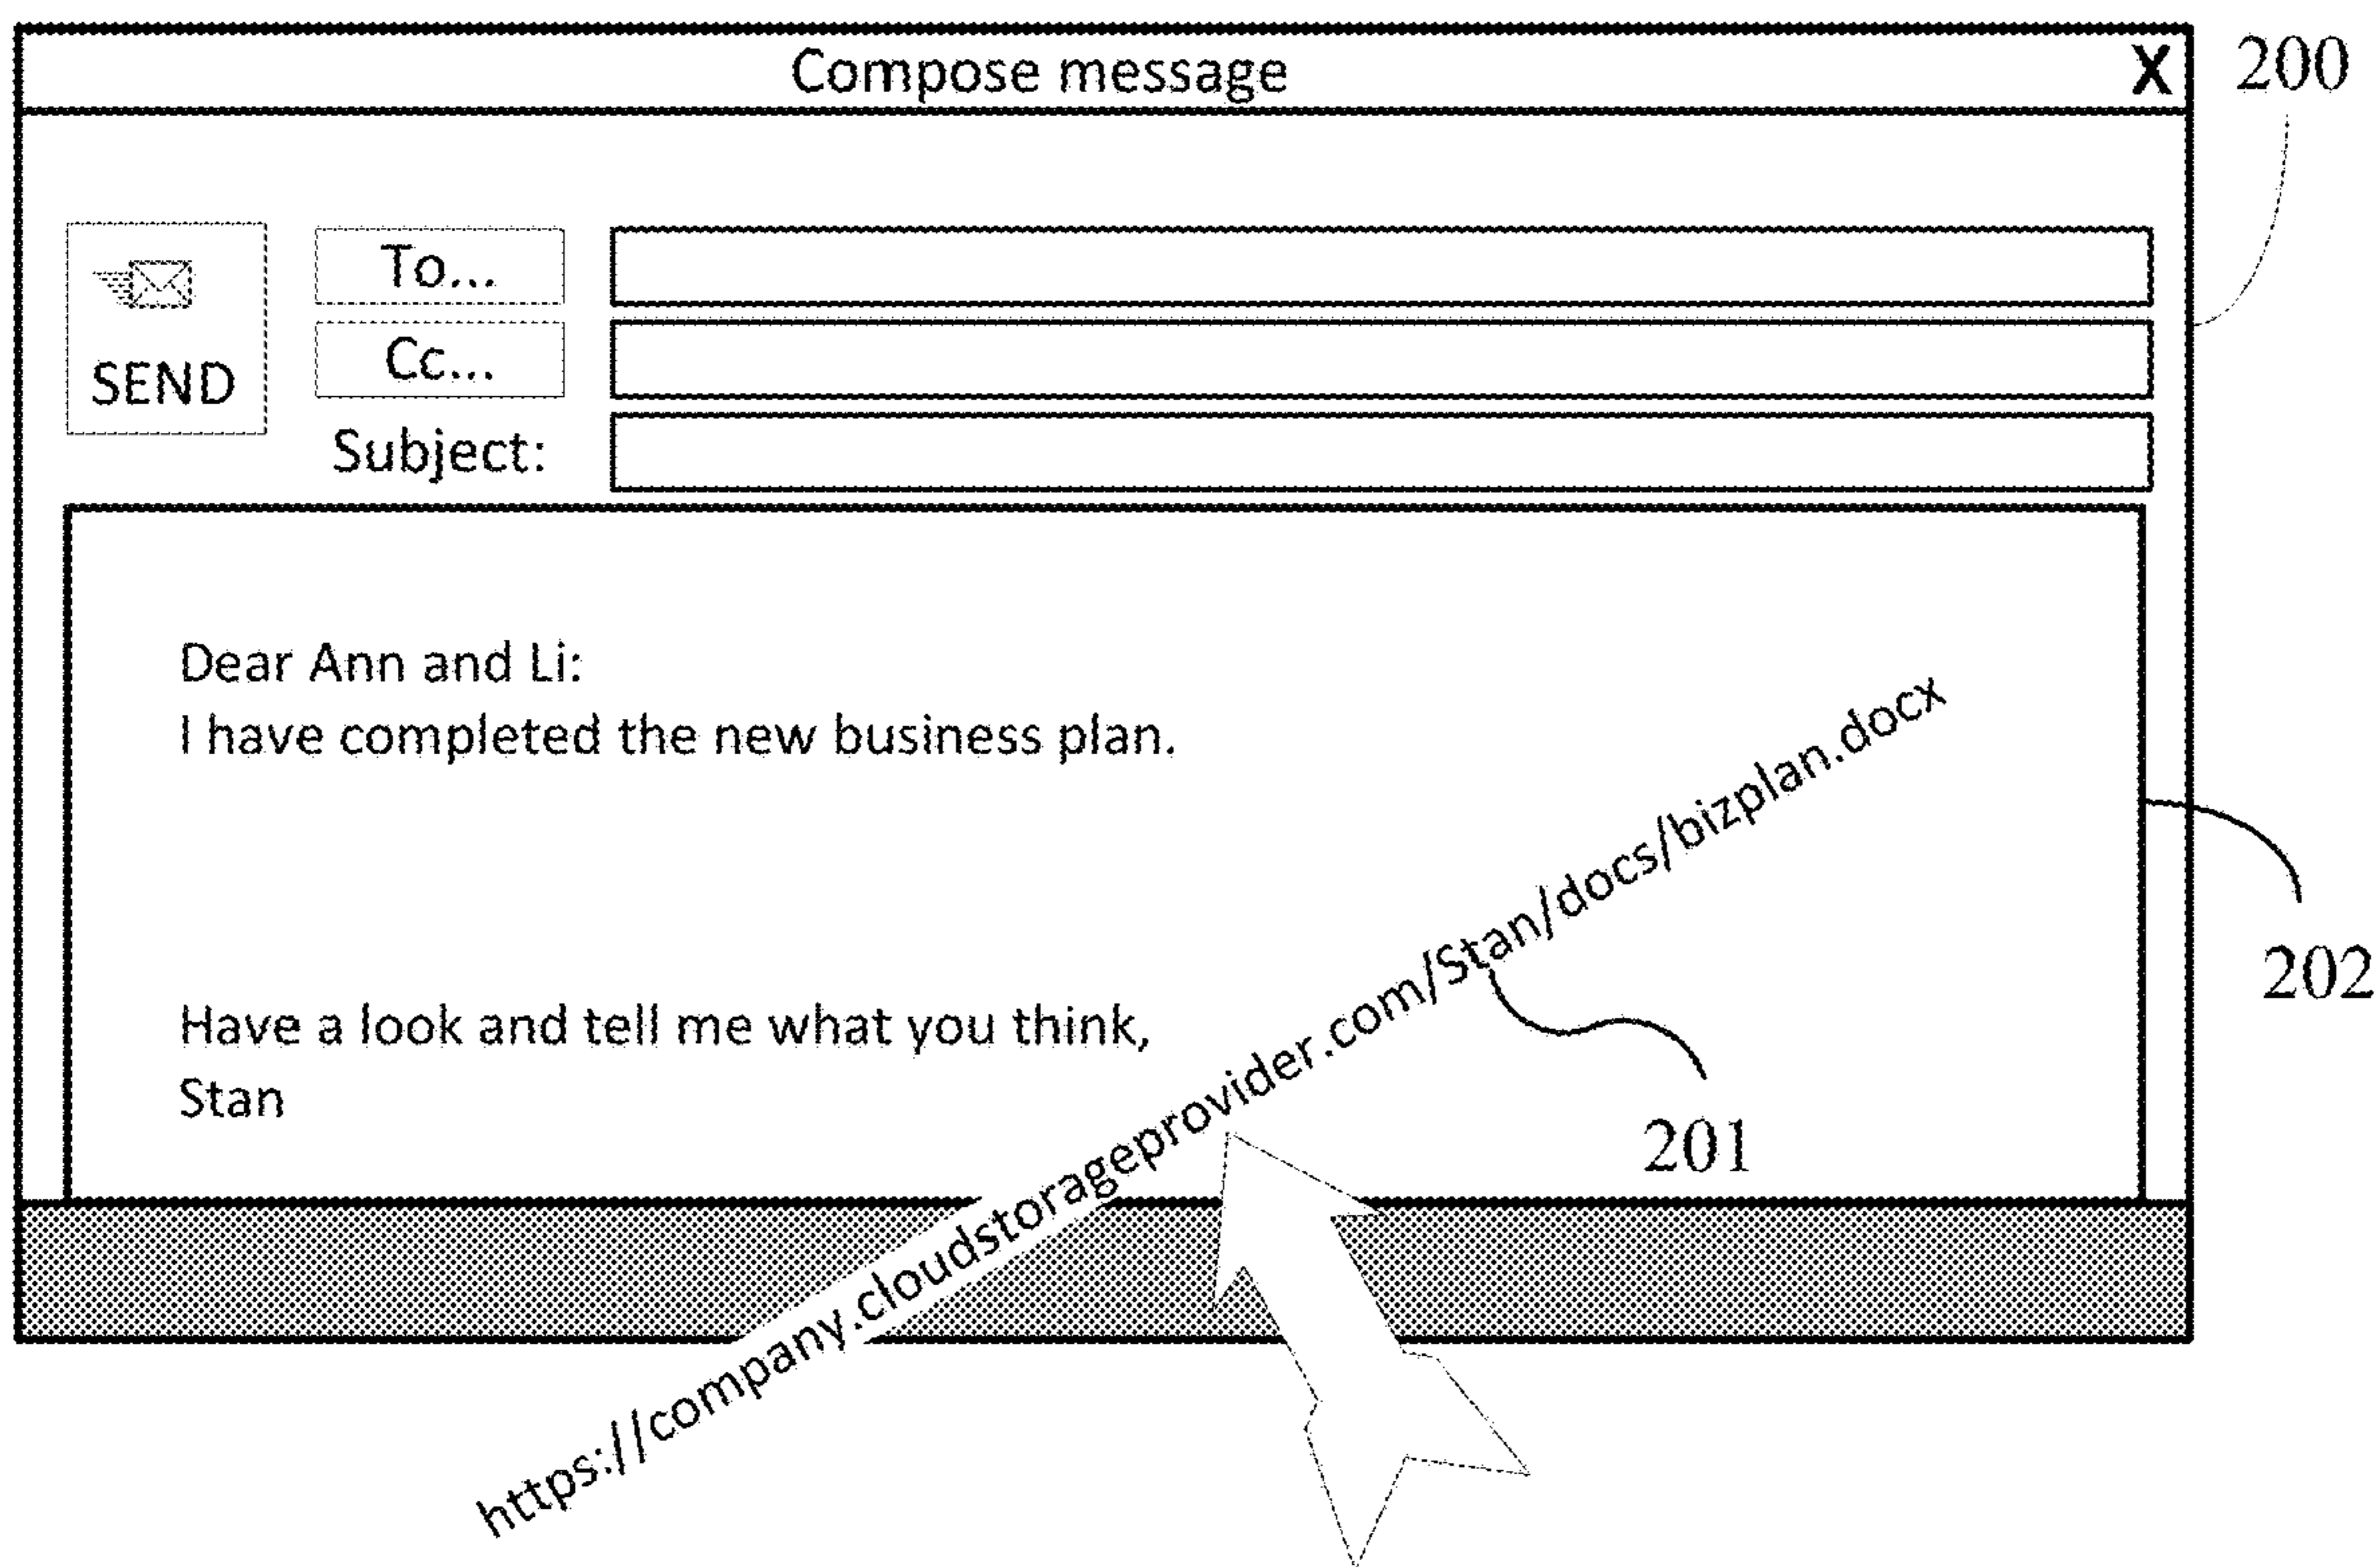 Compose message X
200
To...
Cc...
SEND
Subject:
Dear Ann and Li:
I have completed the new business plan.
https://company.cloudstorageprovider.com/Stan/docs/bizplan.docx
202
Have a look and tell me what you think,
Stan
201